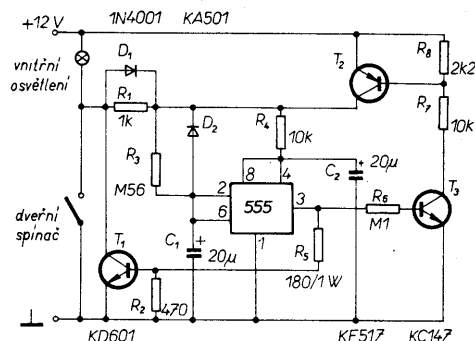 1N4001 KA501
+12 V
vnitřní
osvětlení
D1
R1
1k
D2
T2
R8
2k2
R7
10k
R3
M56
R4
10k
C2
+
20µ
8
4
2
6
555
3
1
R6
M1
T3
dveřní
spínač
T1
C1
+
20µ
R5
180/1W
R2
470
KD601 KF517 KC147